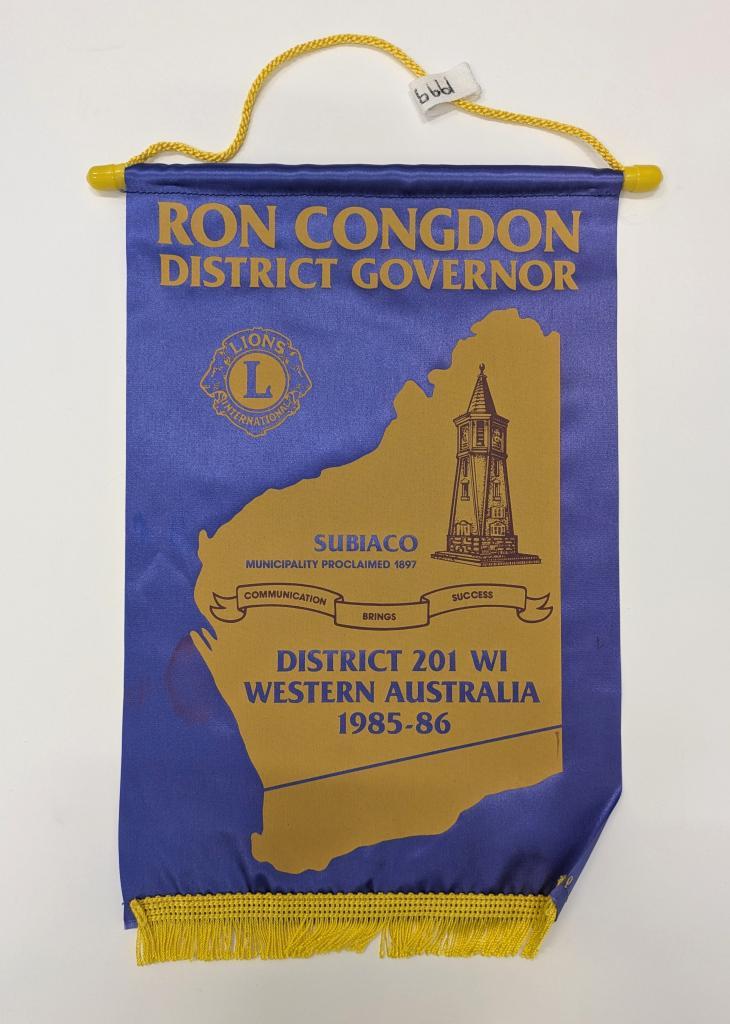 RON CONGDON
DISTRICT GOVERNOR
LIONS
L
INTERNATIONAL
SUBIACO
MUNICIPALITY PROCLAIMED 1897
COMMUNICATION BRINGS SUCCESS
DISTRICT 201 WI
WESTERN AUSTRALIA
1985-86